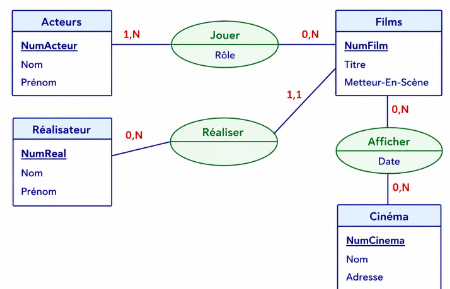 Acteurs
NumActeur
Nom
Prénom
1,N
Jouer
Rôle
0,N
Films
NumFilm
Titre
Metteur-En-Scène
1,1
0,N
Réalisateur
NumReal
Nom
Prénom
0,N
Réaliser
Afficher
Date
0,N
Cinéma
NumCinema
Nom
Adresse